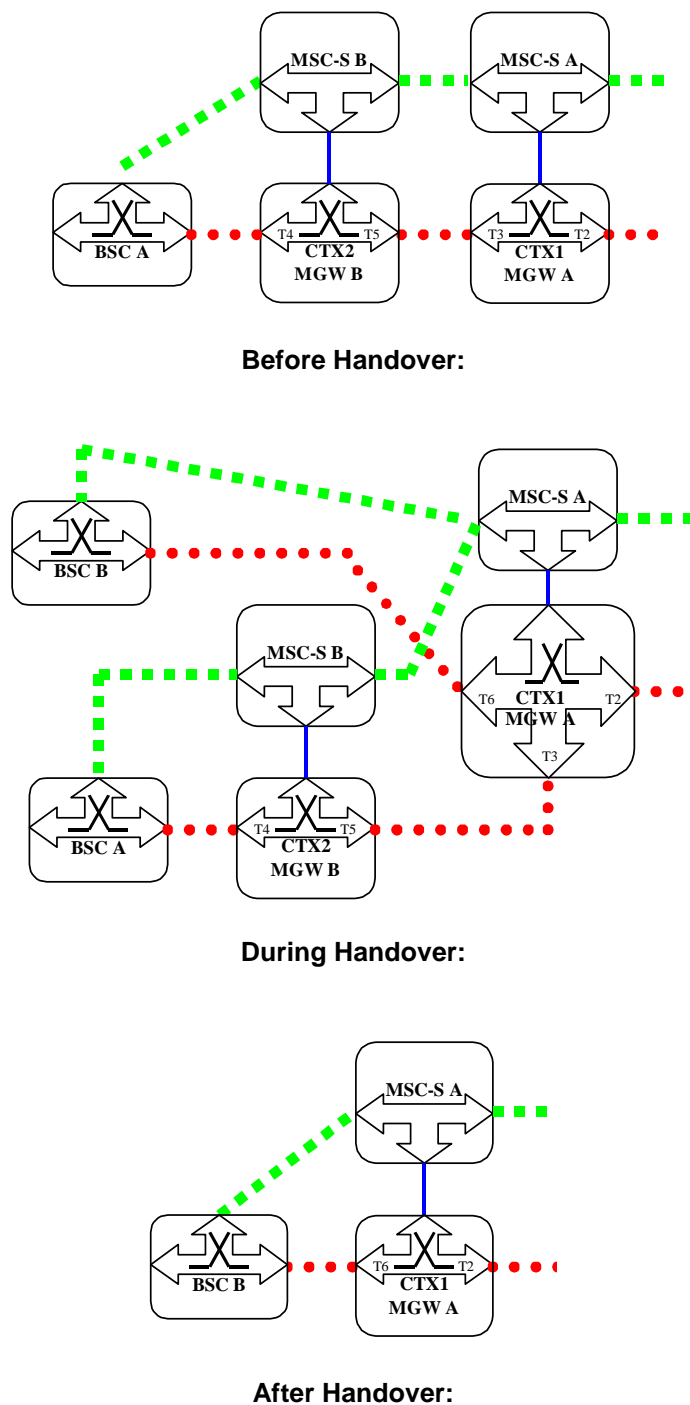 MSC-S B
MSC-S A
BSC A
T4
T5
CTX2
MGW B
T3
T2
CTX1
MGW A
Before Handover:
MSC-S A
BSC B
MSC-S B
T6
T2
CTX1
MGW A
T3
BSC A
T4
T5
CTX2
MGW B
During Handover:
MSC-S A
BSC B
T6
T2
CTX1
MGW A
After Handover: